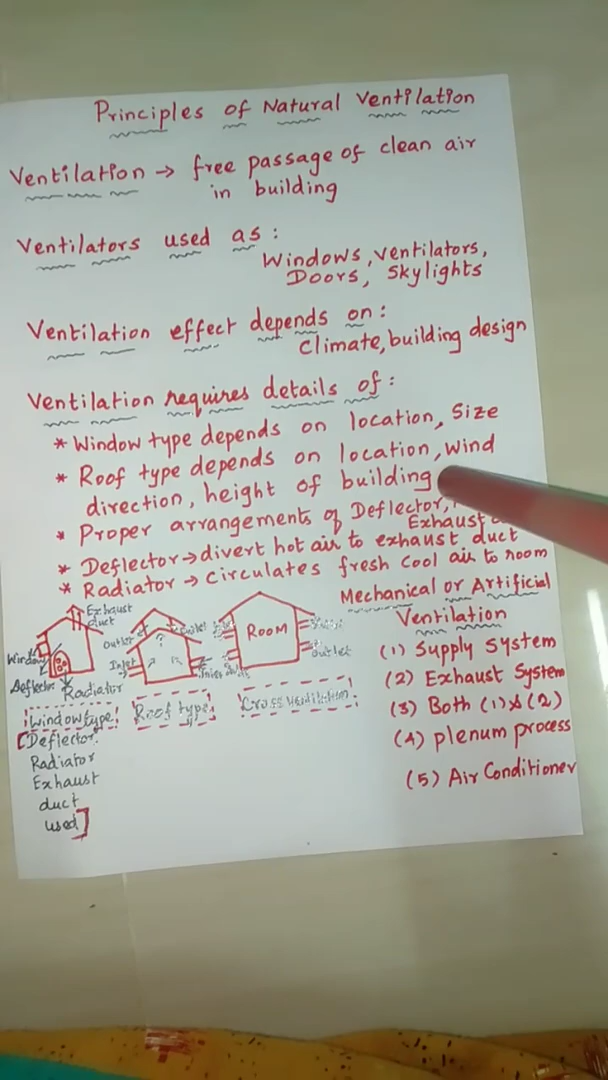 Principles of Natural Ventilation
Ventilation → free passage of clean air
in building
Ventilators used as :
Windows, ventilators,
Doors, Skylights
Ventilation effect depends on :
Climate, building design
Ventilation requires details of :
* Window type depends on location, Size
* Roof type depends on location, wind
direction, height of building
* Proper arrangements of Deflector,
Exhaust
* Deflector → divert hot air to exhaust duct
* Radiator → circulates fresh cool air to room
Mechanical or Artificial
Ventilation
(1) Supply System
(2) Exhaust System
(3) Both (1) & (2)
(4) plenum process
(5) Air Conditioner
Exhaust
duct
Window
Deflector
Radiator
Window type
[Deflector
Radiator
Exhaust
duct
used]
Outlet
Outlet
Inlet
Roof type
ROOM
Outlet
Cross Ventilation